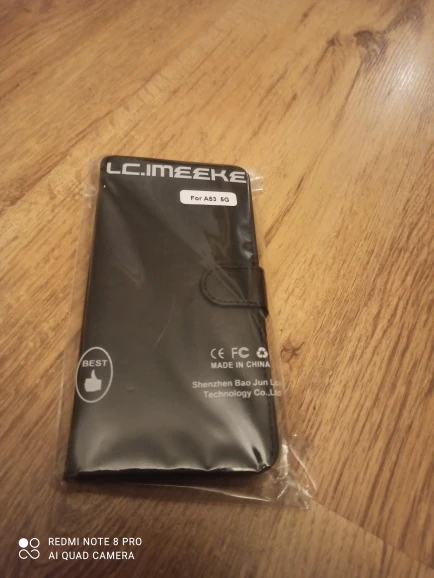 LC.IMEEKE
For A53 5G
BEST
CE FC
MADE IN CHINA
Shenzhen Bao Jun
Technology Co.,Ltd
REDMI NOTE 8 PRO
AI QUAD CAMERA